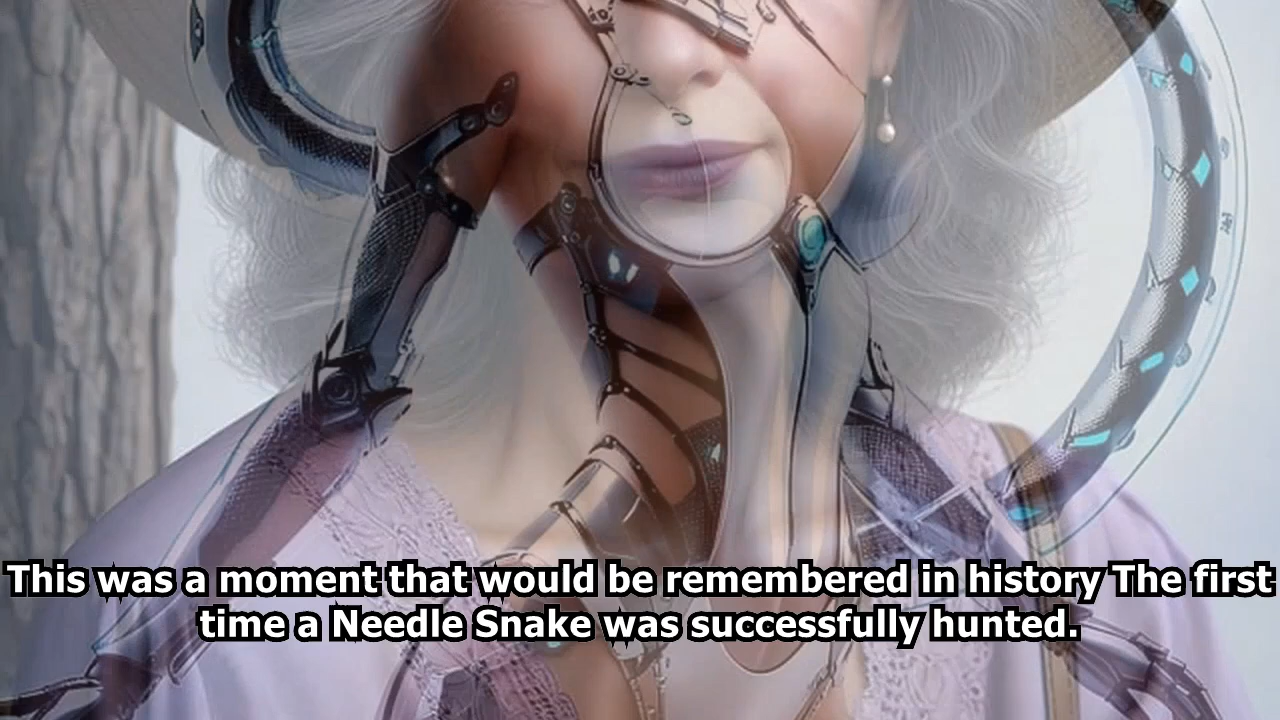 This was a moment that would be remembered in history The first
time a Needle Snake was successfully hunted.